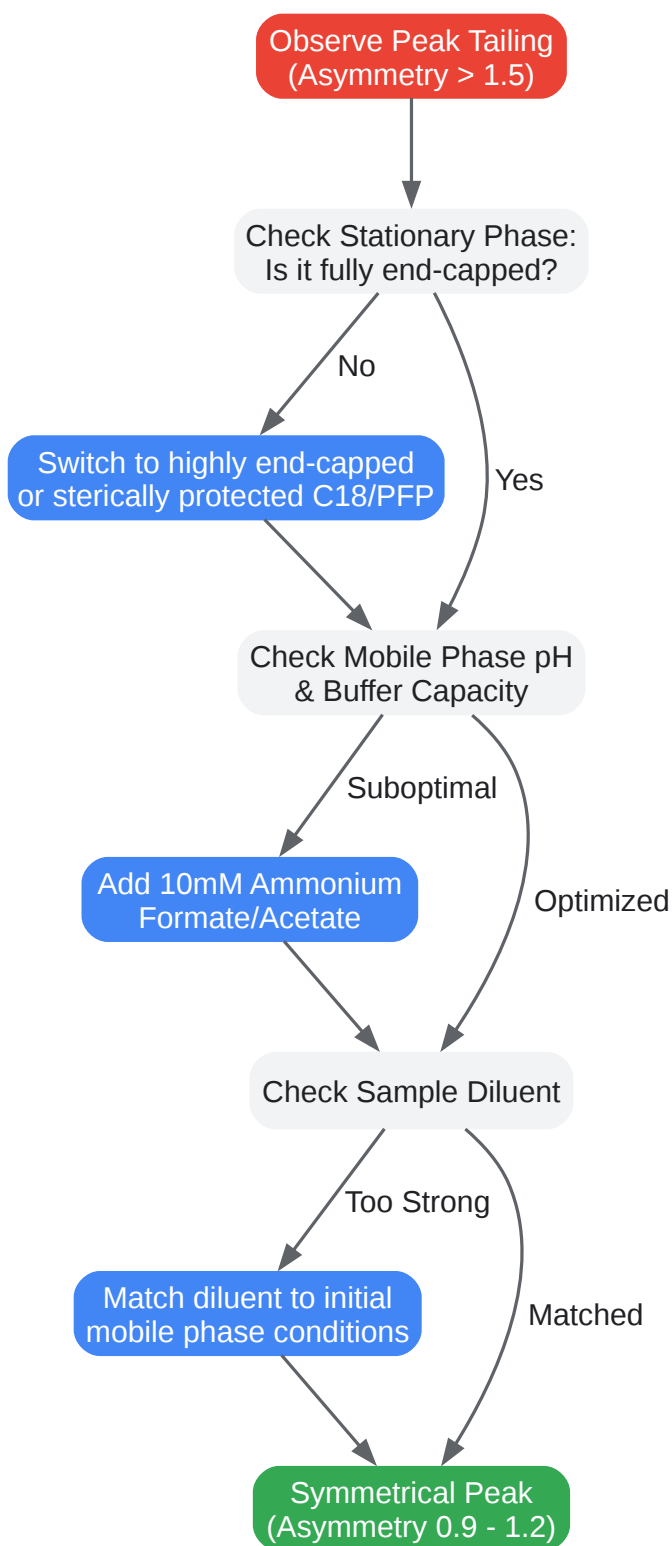 Observe Peak Tailing
(Asymmetry > 1.5)
Check Stationary Phase:
Is it fully end-capped?
No
Switch to highly end-capped
or sterically protected C18/PFP
Yes
Check Mobile Phase pH
& Buffer Capacity
Suboptimal
Add 10mM Ammonium
Formate/Acetate
Optimized
Check Sample Diluent
Too Strong
Match diluent to initial
mobile phase conditions
Matched
Symmetrical Peak
(Asymmetry 0.9 - 1.2)